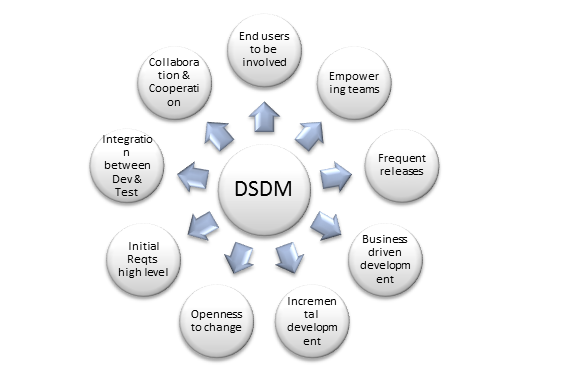 End users
to be
involved
Empower
ing teams
Frequent
releases
Business
driven
developm
ent
Incremen
tal
developm
ent
Openness
to change
Initial
Reqts
high level
Integratio
n
between
Dev &
Test
Collabora
tion &
Cooperati
on
DSDM